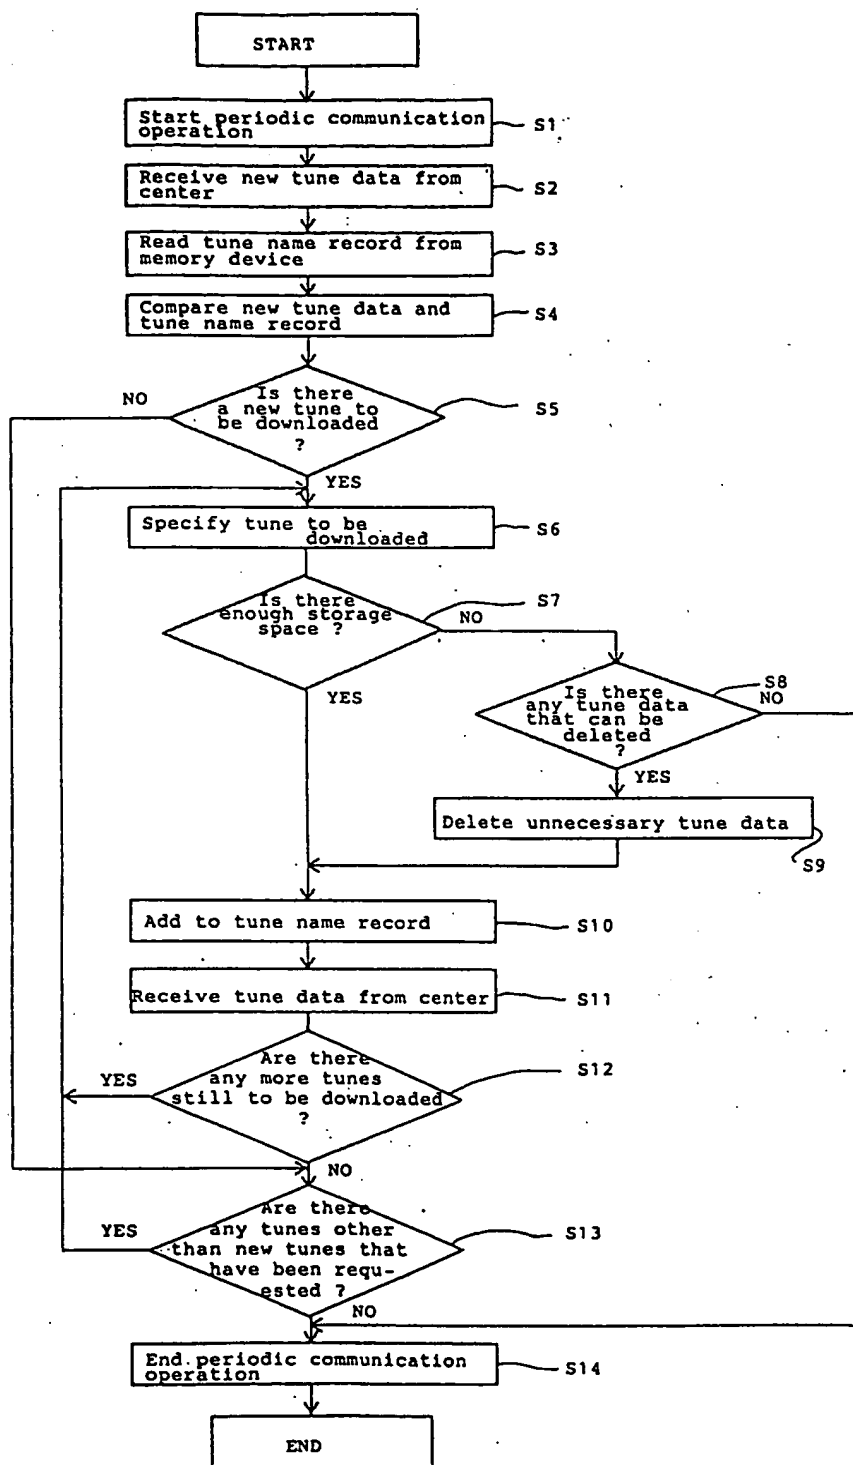 START
Start periodic communication
operation
S1
Receive new tune data from
center
S2
Read tune name record from
memory device
S3
Compare new tune data and
tune name record
S4
Is there
a new tune to
be downloaded
?
S5
NO
YES
Specify tune to be
downloaded
S6
Is there
enough storage
space ?
S7
NO
YES
Is there
any tune data
that can be
deleted
?
S8
NO
YES
Delete unnecessary tune data
S9
Add to tune name record
S10
Receive tune data from center
S11
Are there
any more tunes
still to be downloaded
?
S12
YES
NO
Are there
any tunes other
than new tunes that
have been requ-
ested ?
S13
YES
NO
End periodic communication
operation
S14
END